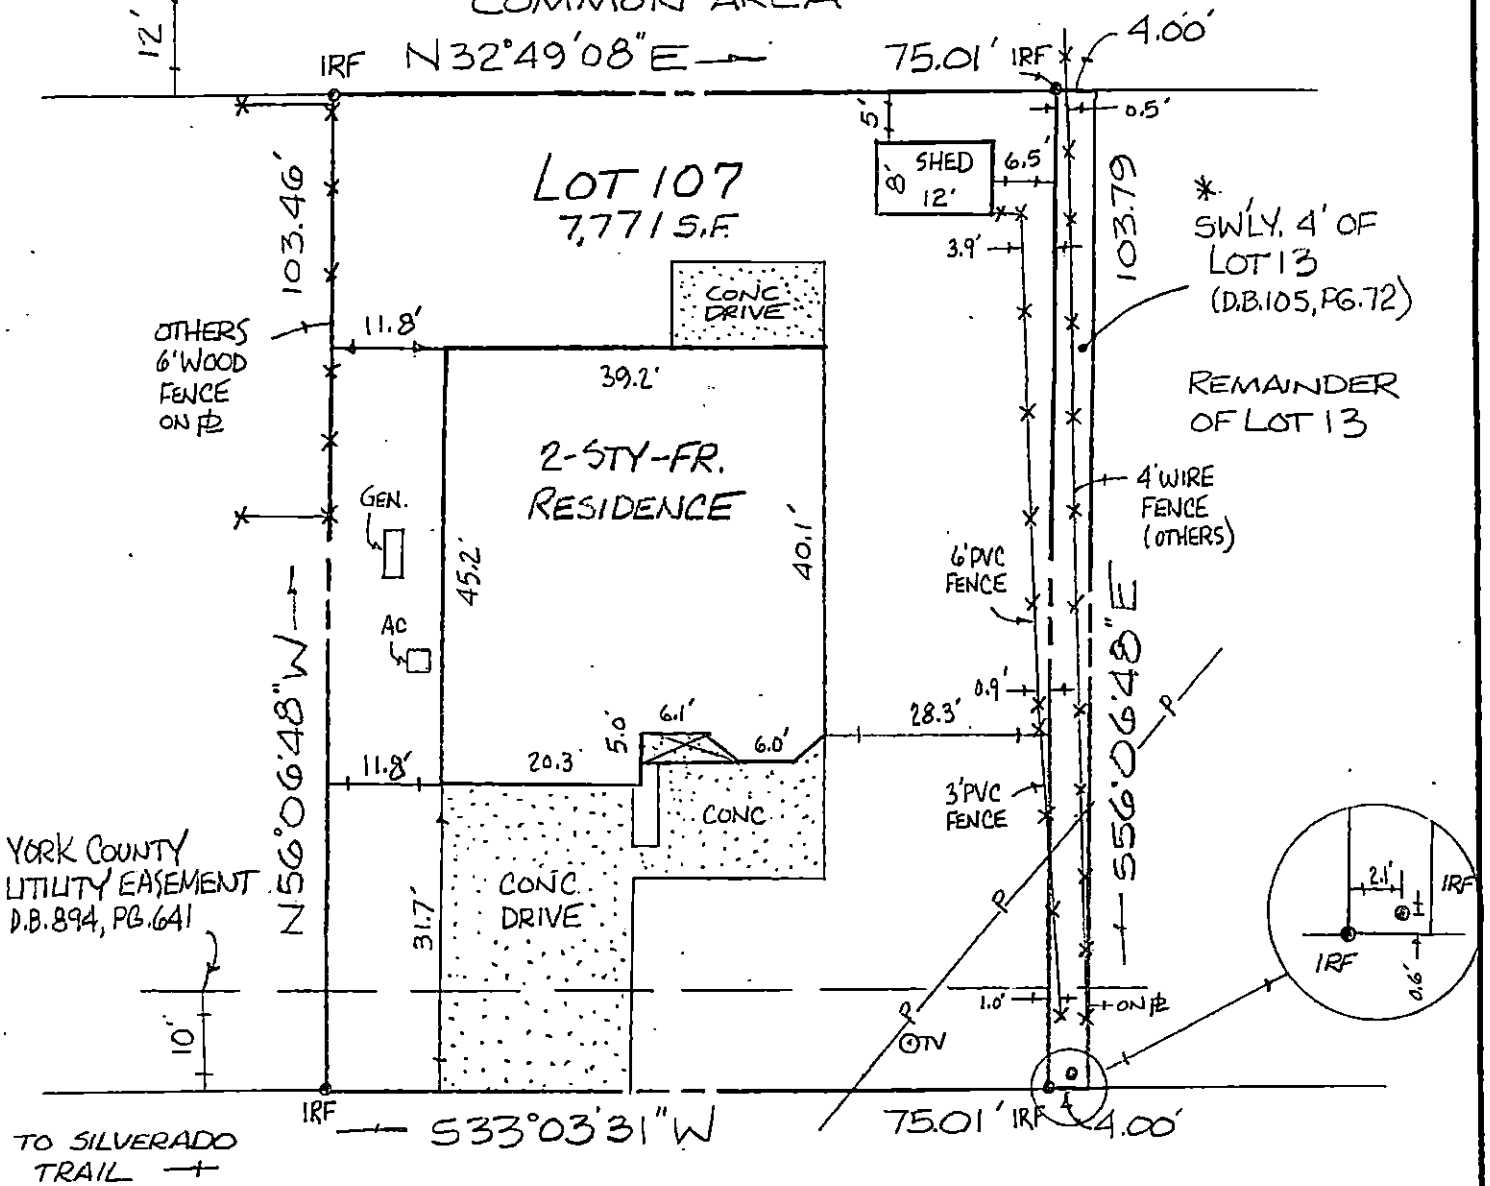 COMMON AREA
12'
IRF N32°49'08"E
75.01' IRF
4.00'
0.5'
5'
SHED
8'
12'
6.5'
LOT 107
7,771 S.F.
103.46'
103.79
*
SW'LY. 4' OF
LOT 13
(D.B.105, PG.72)
3.9'
CONC
DRIVE
OTHERS
6' WOOD
FENCE
ON PL
11.8'
39.2'
REMAINDER
OF LOT 13
2-STY-FR.
RESIDENCE
GEN.
4' WIRE
FENCE
(OTHERS)
45.2'
40.1'
6' PVC
FENCE
AC
N56°06'48"W
S56°06'48"E
0.9'
P
5.0'
6.1'
6.0'
28.3'
11.8'
20.3'
3' PVC
FENCE
CONC
YORK COUNTY
UTILITY EASEMENT
D.B.894, PG.641
CONC
DRIVE
31.7'
P
2.1'
IRF
IRF
0.6'
10'
1.0'
ON PL
P
TV
IRF
S33°03'31"W
75.01' IRF
4.00'
TO SILVERADO
TRAIL